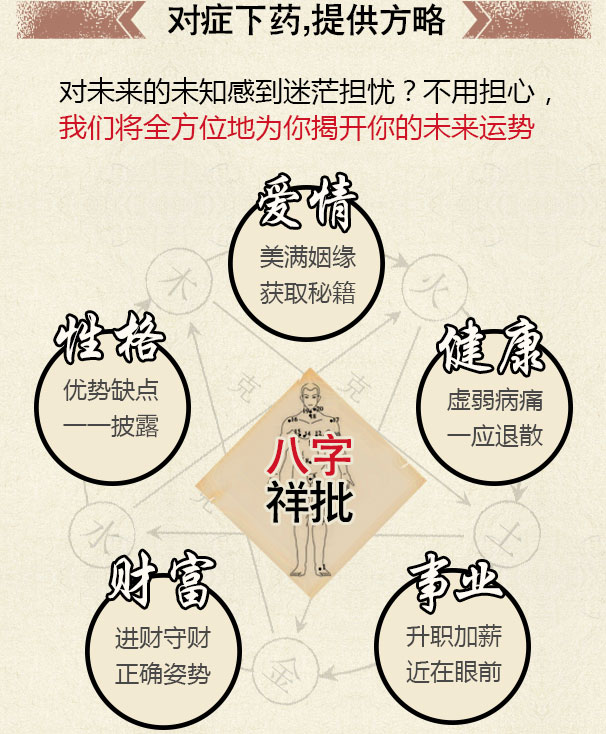 对症下药,提供方略
对未来的未知感到迷茫担忧？不用担心，
我们将全方位地为你揭开你的未来运势
爱情
美满姻缘
获取秘籍
木
火
性格
优势缺点
一一披露
健康
虚弱病痛
一应退散
克
克
八字
祥批
克
水
土
财富
进财守财
正确姿势
事业
升职加薪
近在眼前
金